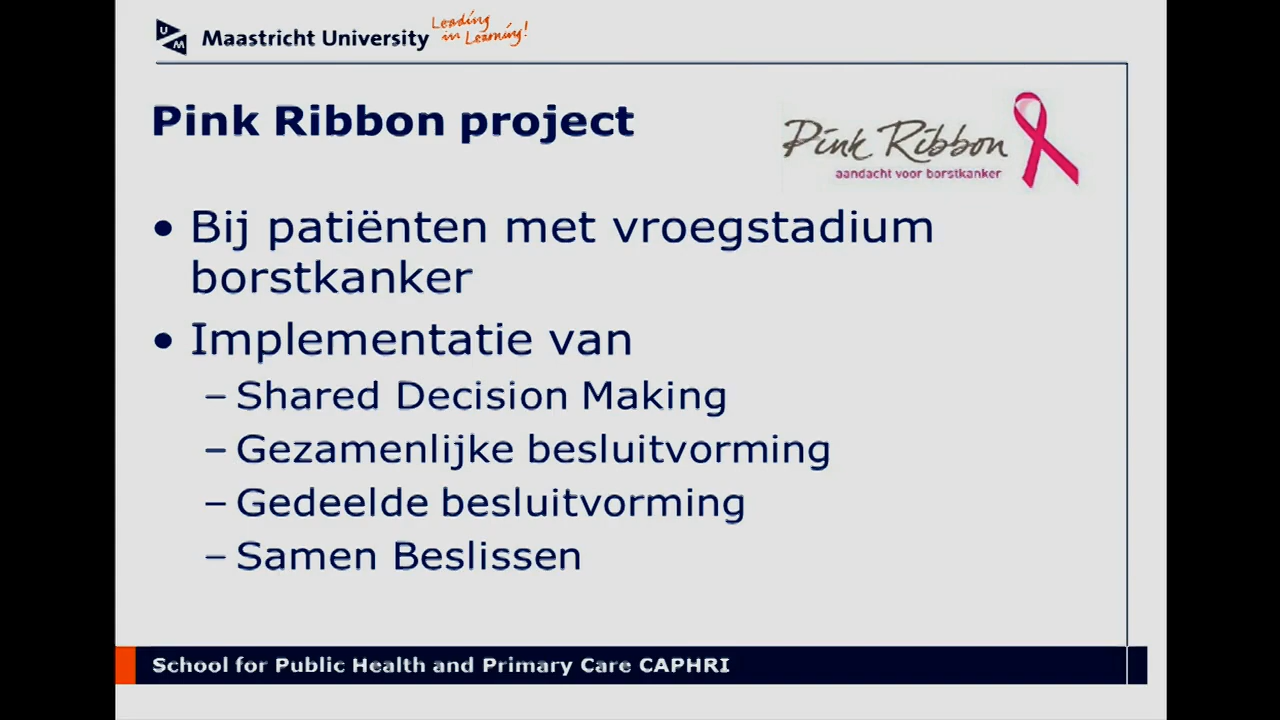 UM
Maastricht University
Leading
in Learning!
Pink Ribbon project
Pink Ribbon
aandacht voor borstkanker
• Bij patiënten met vroegstadium
borstkanker
• Implementatie van
– Shared Decision Making
– Gezamenlijke besluitvorming
– Gedeelde besluitvorming
– Samen Beslissen
School for Public Health and Primary Care CAPHRI